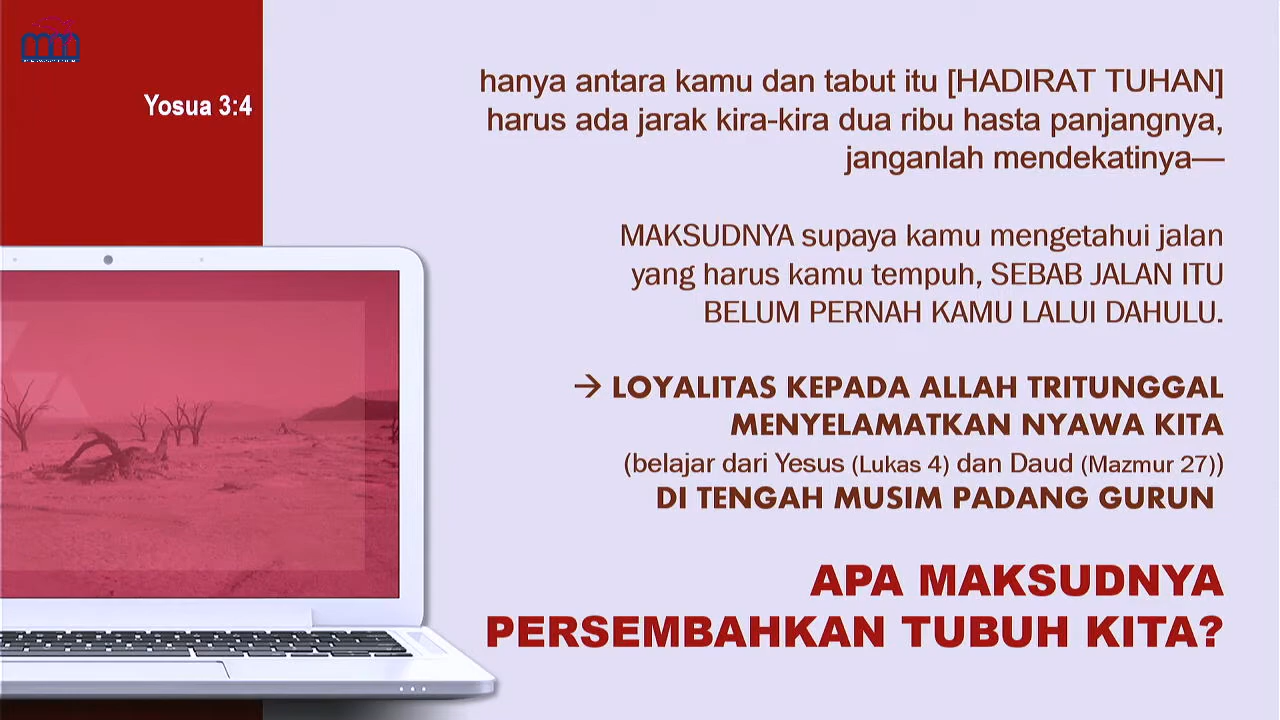 Yosua 3:4
hanya antara kamu dan tabut itu [HADIRAT TUHAN]
harus ada jarak kira-kira dua ribu hasta panjangnya,
janganlah mendekatinya—
MAKSUDNYA supaya kamu mengetahui jalan
yang harus kamu tempuh, SEBAB JALAN ITU
BELUM PERNAH KAMU LALUI DAHULU.
→ LOYALITAS KEPADA ALLAH TRITUNGGAL
MENYELAMATKAN NYAWA KITA
(belajar dari Yesus (Lukas 4) dan Daud (Mazmur 27))
DI TENGAH MUSIM PADANG GURUN
APA MAKSUDNYA
PERSEMBAHKAN TUBUH KITA?